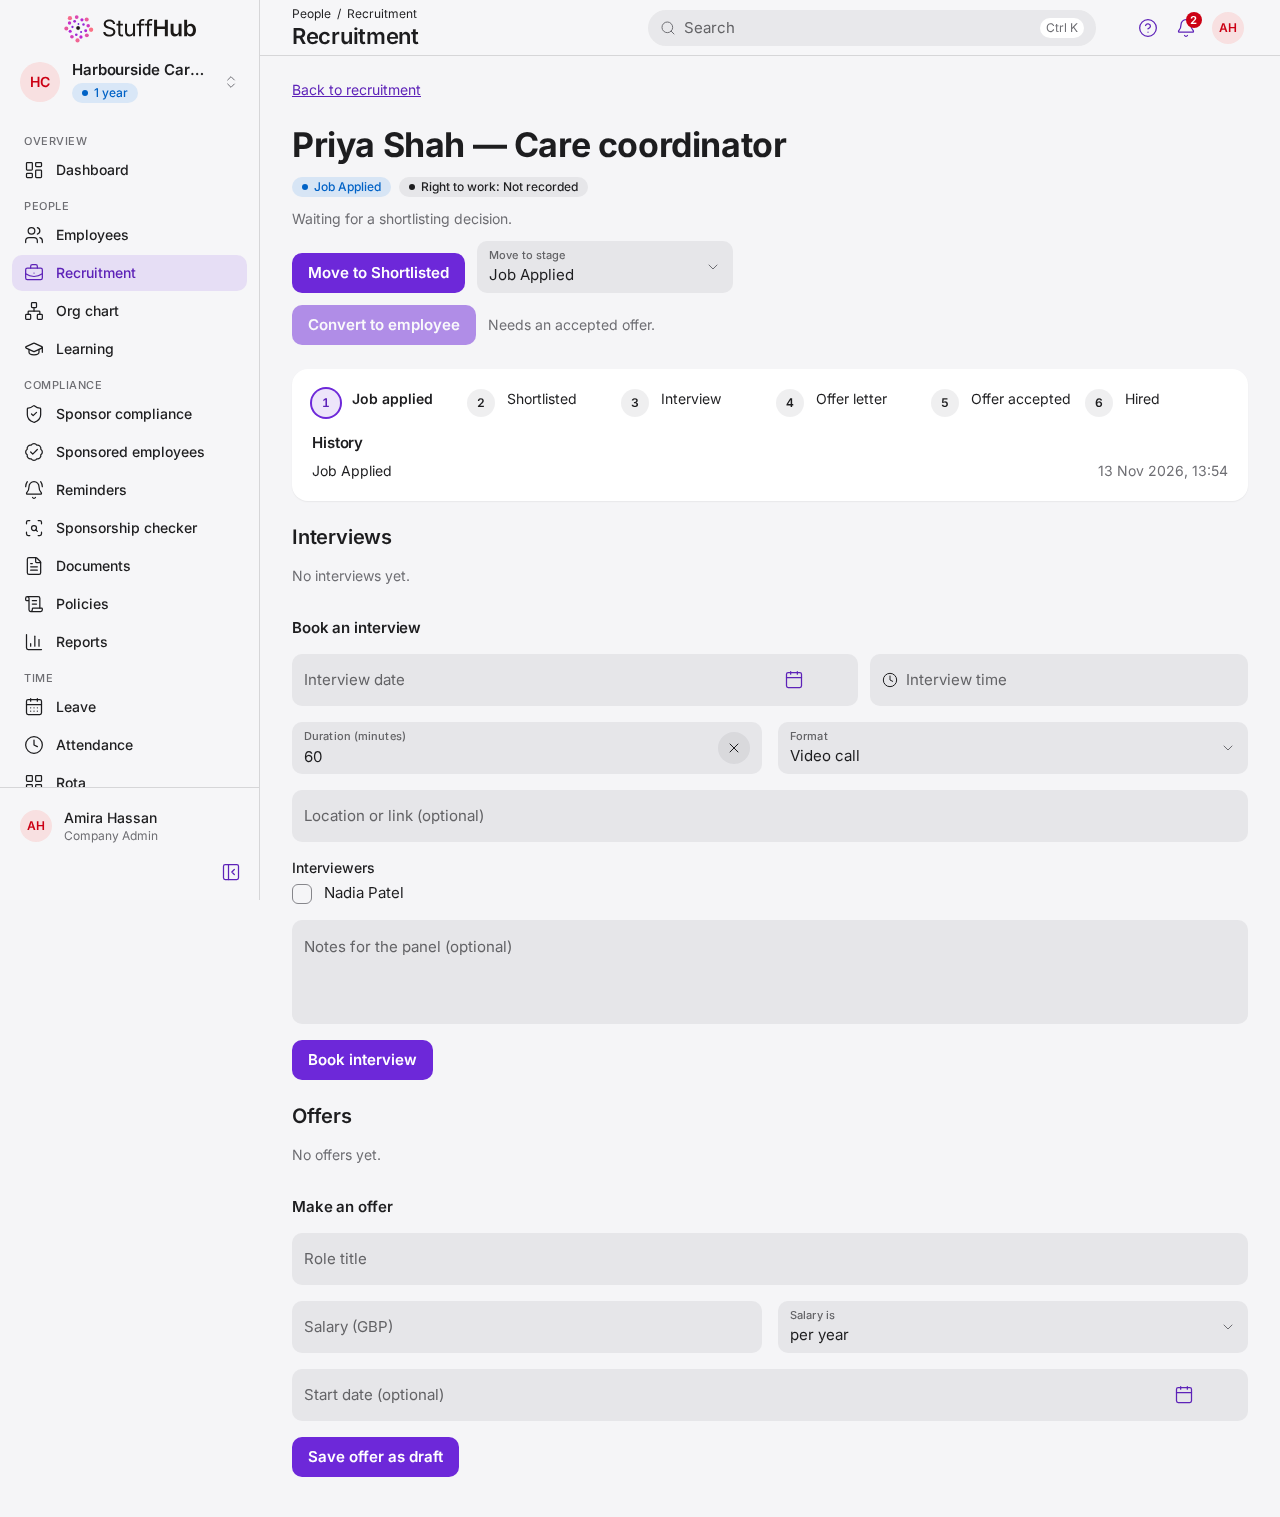 StuffHub
HC
Harbourside Car...
1 year
OVERVIEW
Dashboard
PEOPLE
Employees
Recruitment
Org chart
Learning
COMPLIANCE
Sponsor compliance
Sponsored employees
Reminders
Sponsorship checker
Documents
Policies
Reports
TIME
Leave
Attendance
Rota
AH
Amira Hassan
Company Admin
People / Recruitment
Recruitment
Search
Ctrl K
2
AH
Back to recruitment
Priya Shah — Care coordinator
Job Applied
Right to work: Not recorded
Waiting for a shortlisting decision.
Move to Shortlisted
Move to stage
Job Applied
Convert to employee
Needs an accepted offer.
1 Job applied
2 Shortlisted
3 Interview
4 Offer letter
5 Offer accepted
6 Hired
History
Job Applied
13 Nov 2026, 13:54
Interviews
No interviews yet.
Book an interview
Interview date
Interview time
Duration (minutes)
60
Format
Video call
Location or link (optional)
Interviewers
Nadia Patel
Notes for the panel (optional)
Book interview
Offers
No offers yet.
Make an offer
Role title
Salary (GBP)
Salary is
per year
Start date (optional)
Save offer as draft